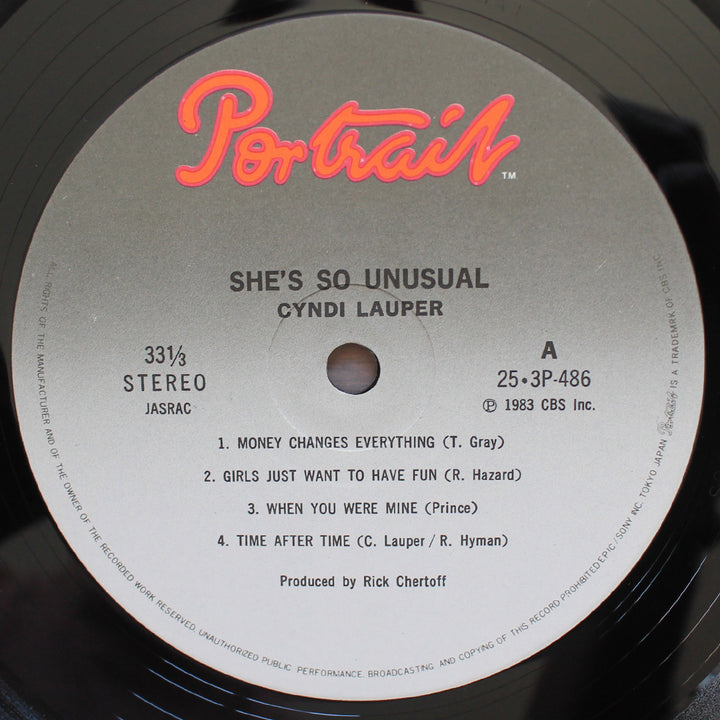 Portrait™
SHE'S SO UNUSUAL
CYNDI LAUPER
33⅓
STEREO
JASRAC
A
25•3P-486
℗ 1983 CBS Inc.
1. MONEY CHANGES EVERYTHING (T. Gray)
2. GIRLS JUST WANT TO HAVE FUN (R. Hazard)
3. WHEN YOU WERE MINE (Prince)
4. TIME AFTER TIME (C. Lauper / R. Hyman)
Produced by Rick Chertoff
ALL RIGHTS OF THE MANUFACTURER AND OF THE OWNER OF THE RECORDED WORK RESERVED. UNAUTHORIZED PUBLIC PERFORMANCE. BROADCASTING AND COPYING OF THIS RECORD PROHIBITED EPIC/SONY INC. TOKYO JAPAN Portrait IS A TRADEMRK OF CBS INC.